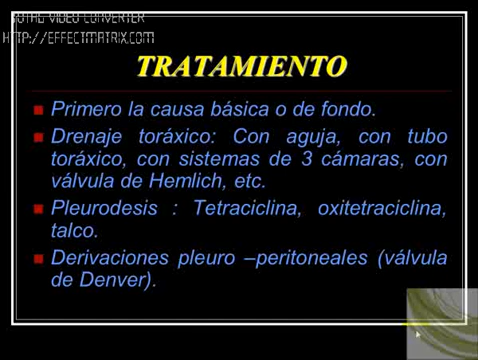 TOTAL VIDEO CONVERTER
HTTP://EFFECTMATRIX.COM
TRATAMIENTO
Primero la causa básica o de fondo.
Drenaje toráxico: Con aguja, con tubo
toráxico, con sistemas de 3 cámaras, con
válvula de Hemlich, etc.
Pleurodesis : Tetraciclina, oxitetraciclina,
talco.
Derivaciones pleuro –peritoneales (válvula
de Denver).